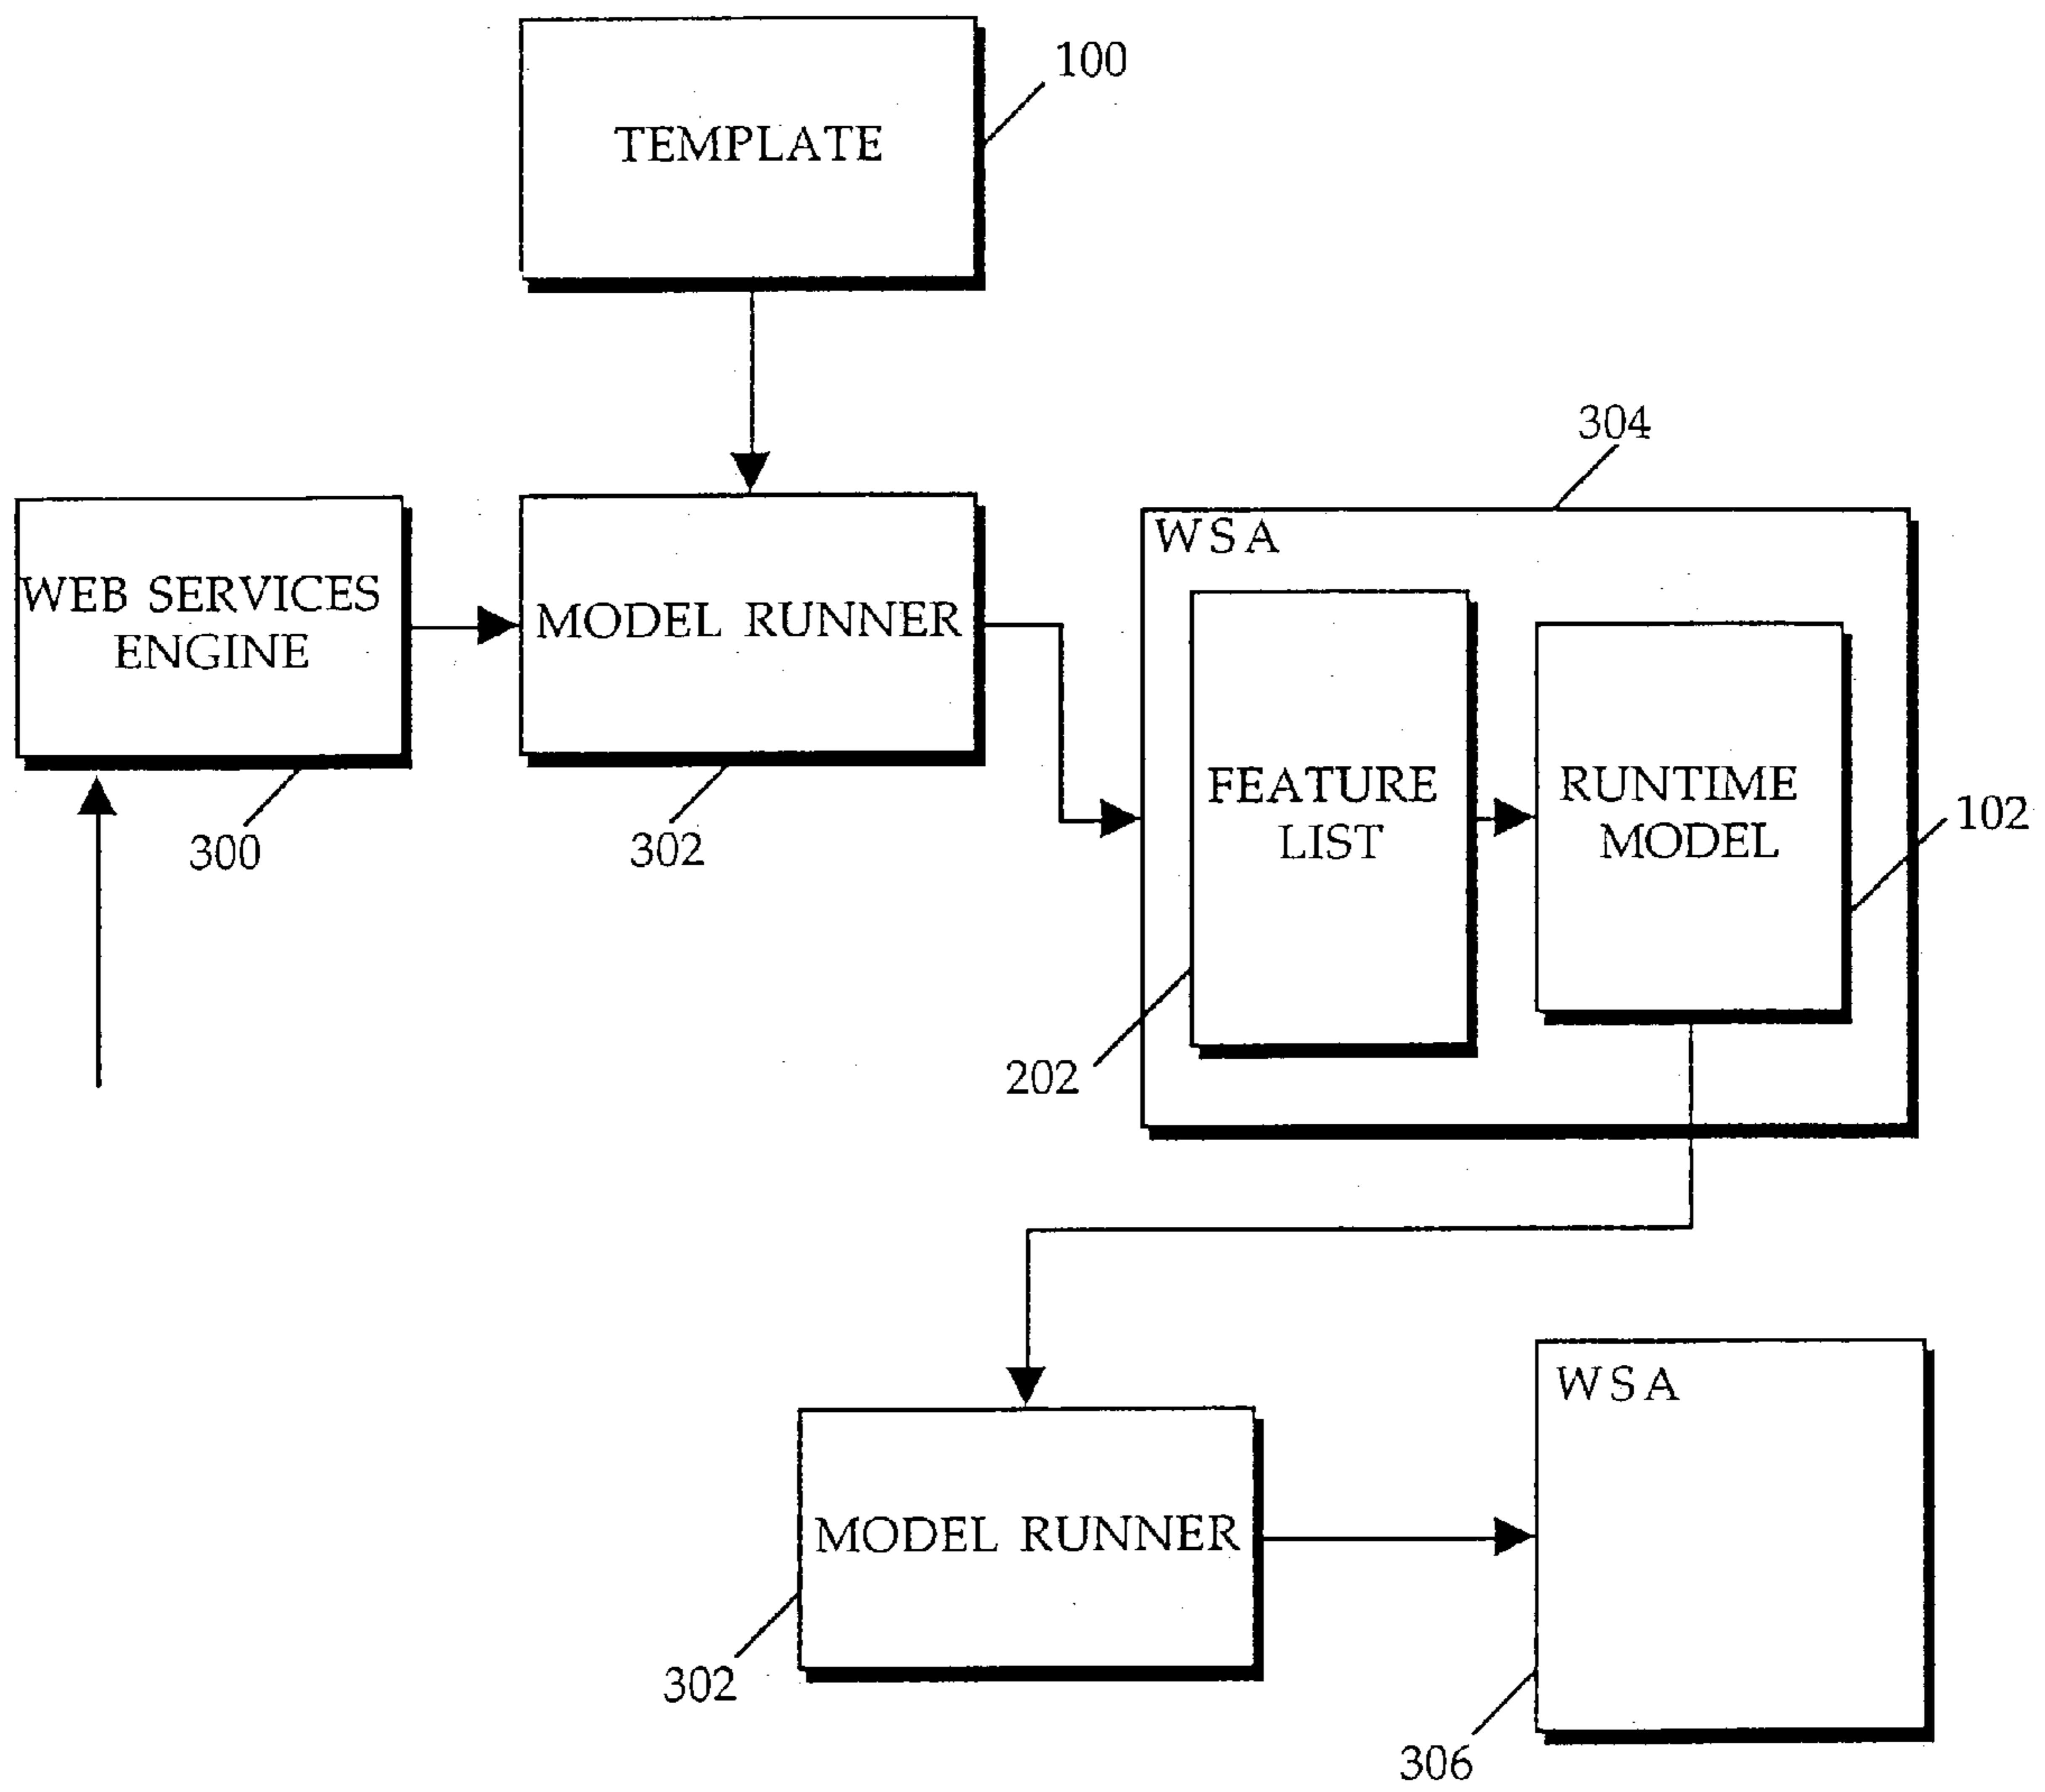 100
TEMPLATE
304
WSA
WEB SERVICES
ENGINE
MODEL RUNNER
FEATURE
LIST
RUNTIME
MODEL
102
300
302
202
WSA
MODEL RUNNER
302
306